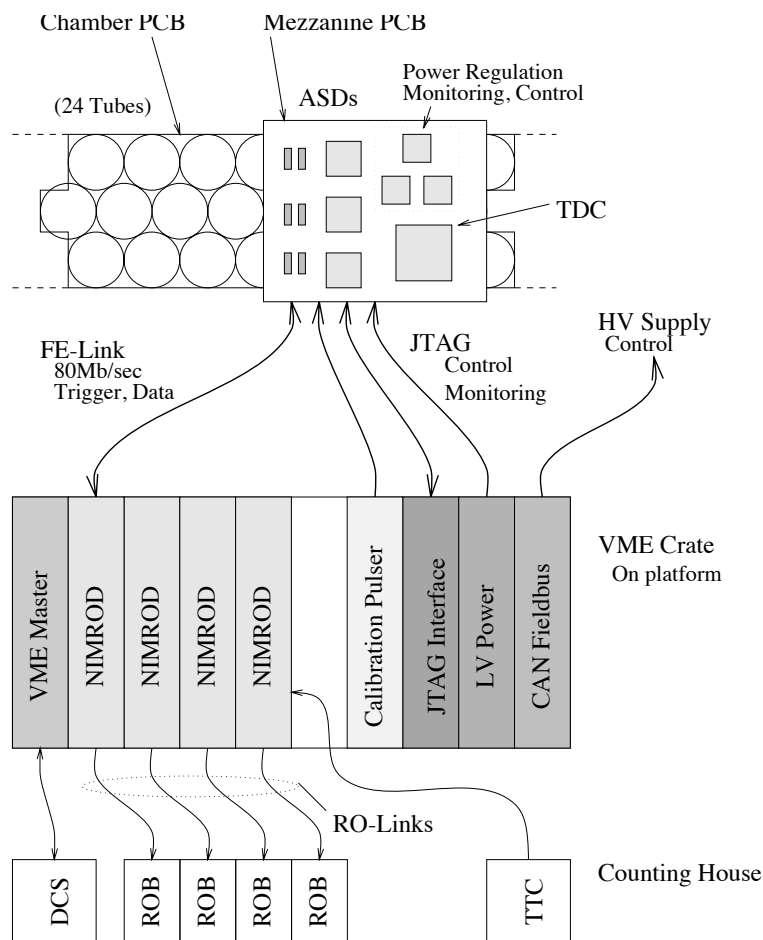 Chamber PCB
Mezzanine PCB
Power Regulation
Monitoring, Control
ASDs
(24 Tubes)
TDC
HV Supply
Control
FE-Link
80Mb/sec
Trigger, Data
JTAG
Control
Monitoring
VME Master
NIMROD
NIMROD
NIMROD
NIMROD
Calibration Pulser
JTAG Interface
LV Power
CAN Fieldbus
VME Crate
On platform
RO-Links
DCS
ROB
ROB
ROB
ROB
TTC
Counting House